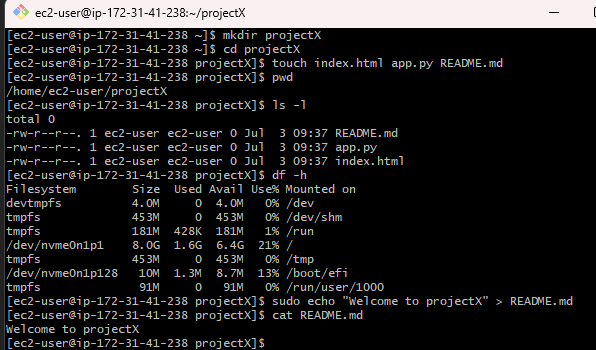 ec2-user@ip-172-31-41-238:~/projectX
[ec2-user@ip-172-31-41-238 ~]$ mkdir projectX
[ec2-user@ip-172-31-41-238 ~]$ cd projectX
[ec2-user@ip-172-31-41-238 projectX]$ touch index.html app.py README.md
[ec2-user@ip-172-31-41-238 projectX]$ pwd
/home/ec2-user/projectX
[ec2-user@ip-172-31-41-238 projectX]$ ls -l
total 0
-rw-r--r--. 1 ec2-user ec2-user 0 Jul  3 09:37 README.md
-rw-r--r--. 1 ec2-user ec2-user 0 Jul  3 09:37 app.py
-rw-r--r--. 1 ec2-user ec2-user 0 Jul  3 09:37 index.html
[ec2-user@ip-172-31-41-238 projectX]$ df -h
Filesystem        Size  Used Avail Use% Mounted on
devtmpfs          4.0M     0  4.0M   0% /dev
tmpfs             453M     0  453M   0% /dev/shm
tmpfs             181M  428K  181M   1% /run
/dev/nvme0n1p1    8.0G  1.6G  6.4G  21% /
tmpfs             453M     0  453M   0% /tmp
/dev/nvme0n1p128   10M  1.3M  8.7M  13% /boot/efi
tmpfs              91M     0   91M   0% /run/user/1000
[ec2-user@ip-172-31-41-238 projectX]$ sudo echo "Welcome to projectX" > README.md
[ec2-user@ip-172-31-41-238 projectX]$ cat README.md
Welcome to projectX
[ec2-user@ip-172-31-41-238 projectX]$